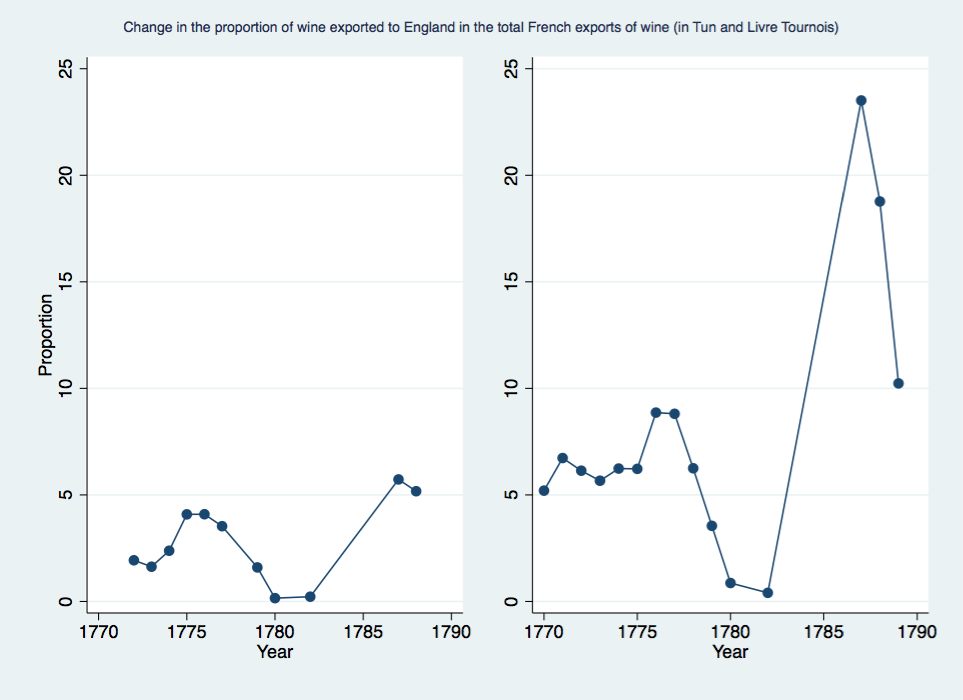 Change in the proportion of wine exported to England in the total French exports of wine (in Tun and Livre Tournois)
Proportion
25
20
15
10
5
0
1770 1775 1780 1785 1790
Year
25
20
15
10
5
0
1770 1775 1780 1785 1790
Year